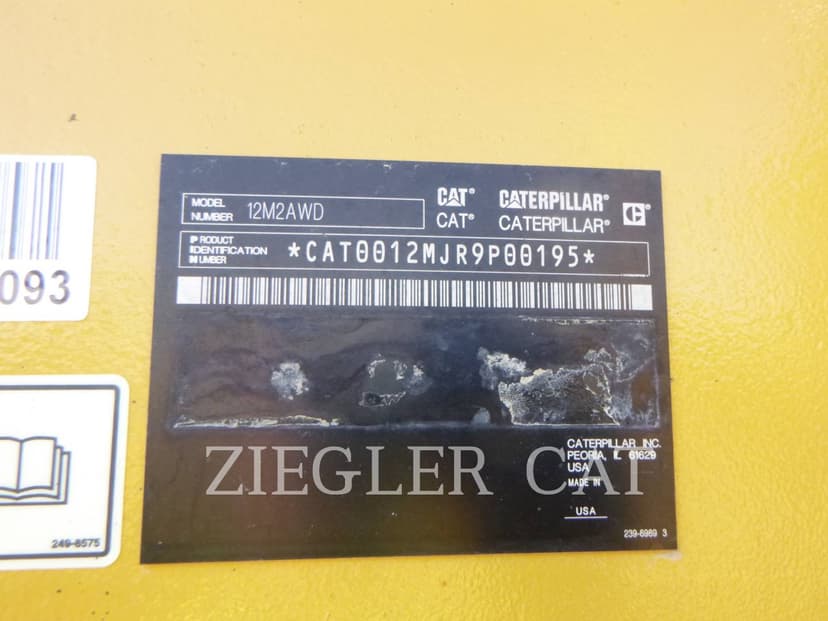 MODEL
NUMBER 12M2AWD
CAT® CATERPILLAR®
CAT® CATERPILLAR® C®
PRODUCT
IDENTIFICATION
NUMBER
*CAT0012MJR9P00195*
093
ZIEGLER CAT
CATERPILLAR INC.
PEORIA, IL 61629
USA
MADE IN
USA
239-6989 3
249-8575